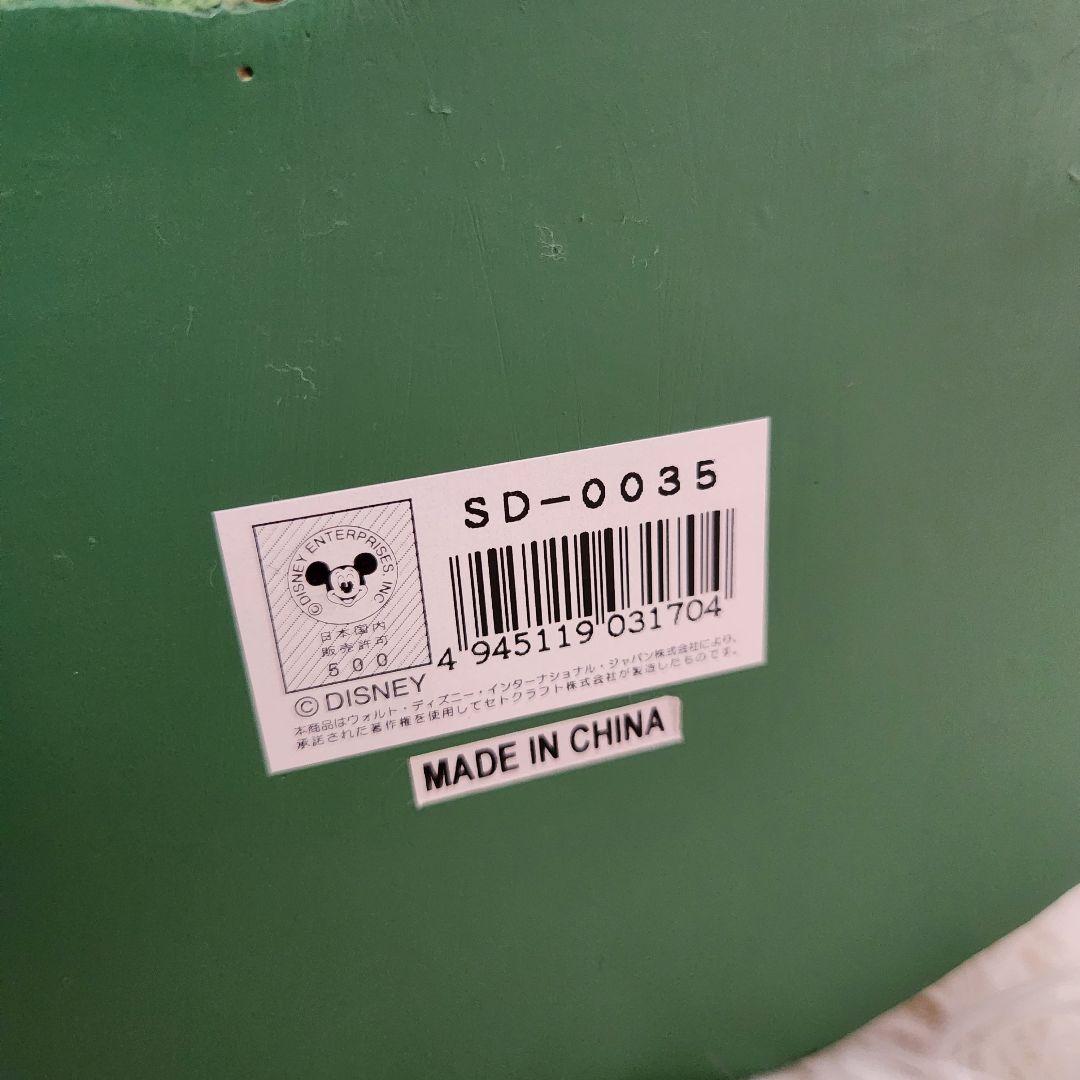 SD-0035
©DISNEY ENTERPRISES, INC
日本国内
販売許可
500
4 945119 031704
©DISNEY
本商品はウォルト・ディズニー・インターナショナル・ジャパン株式会社により、
承諾された著作権を使用してセトクラフト株式会社が製造したものです。
MADE IN CHINA